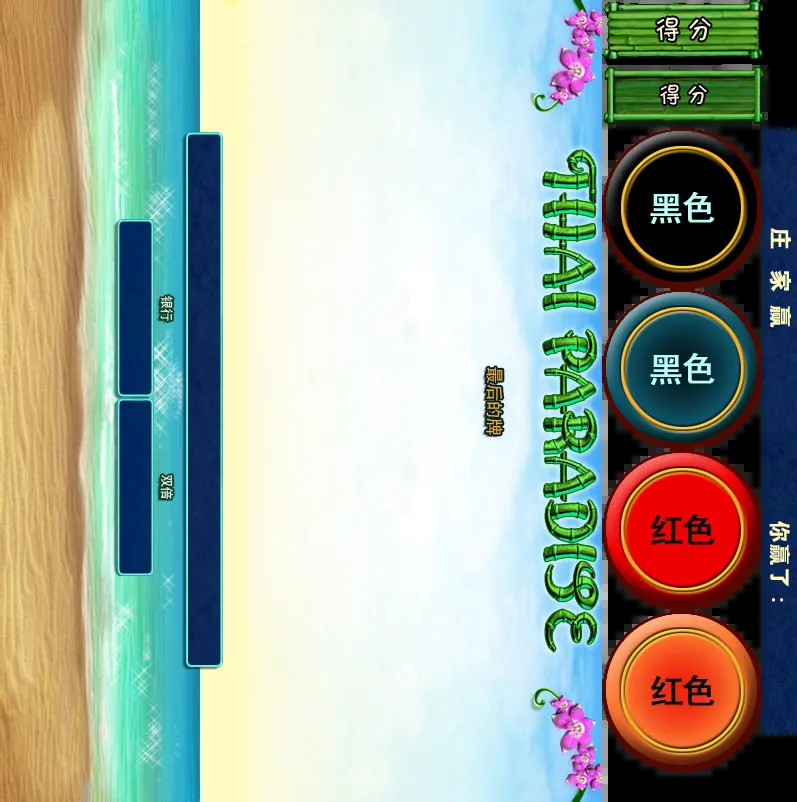 THAI PARADISE
最后的牌
银行
双倍
得分
得分
黑色
黑色
红色
红色
庄家赢
你赢了: